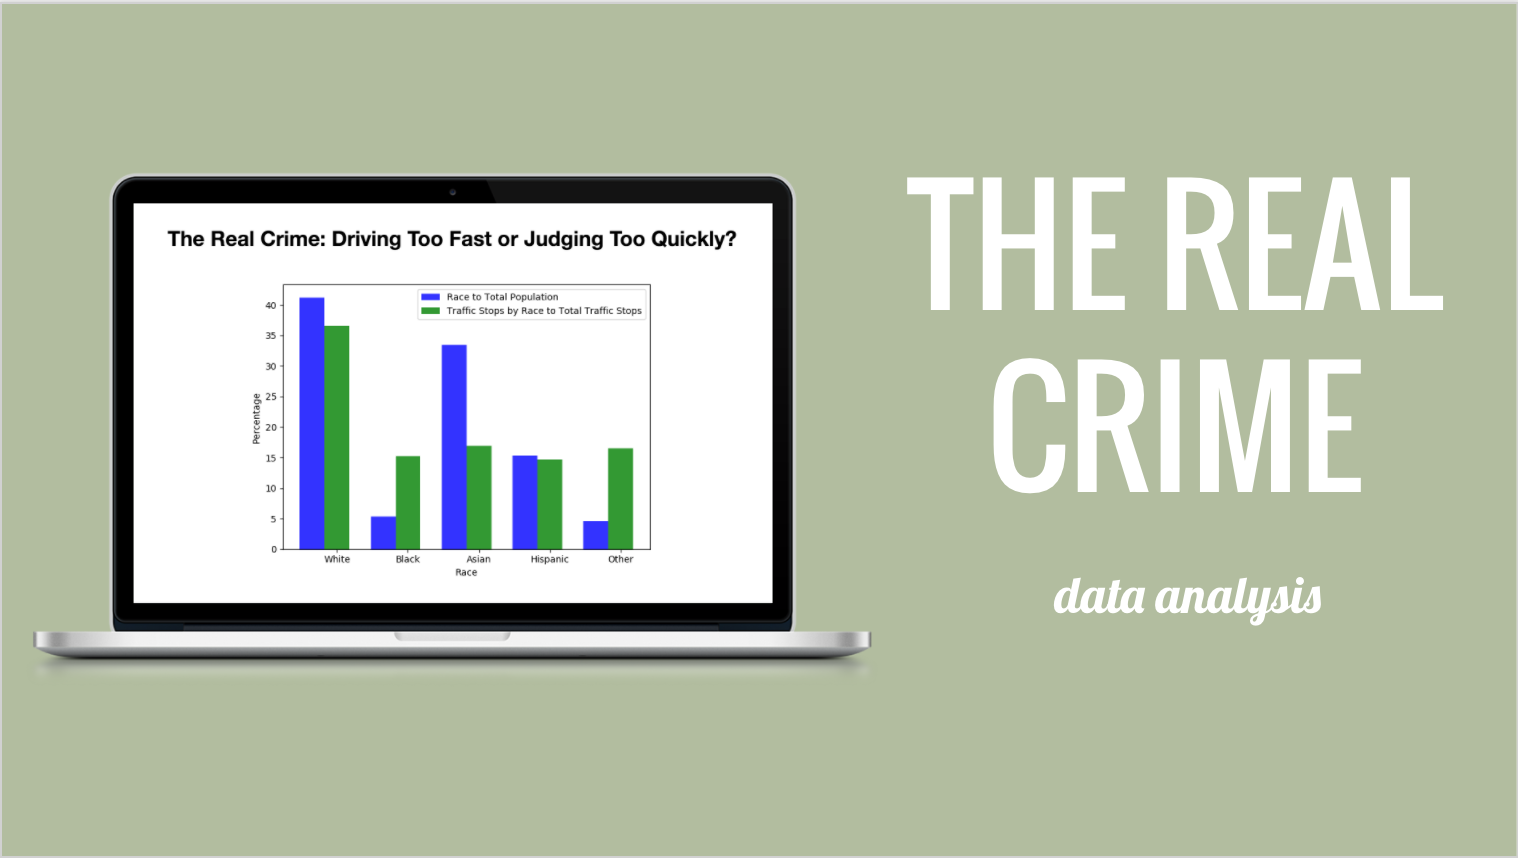 The Real Crime: Driving Too Fast or Judging Too Quickly?
Race to Total Population
Traffic Stops by Race to Total Traffic Stops
40
35
30
25
20
15
10
5
0
Percentage
White Black Asian Hispanic Other
Race
THE REAL
CRIME
data analysis